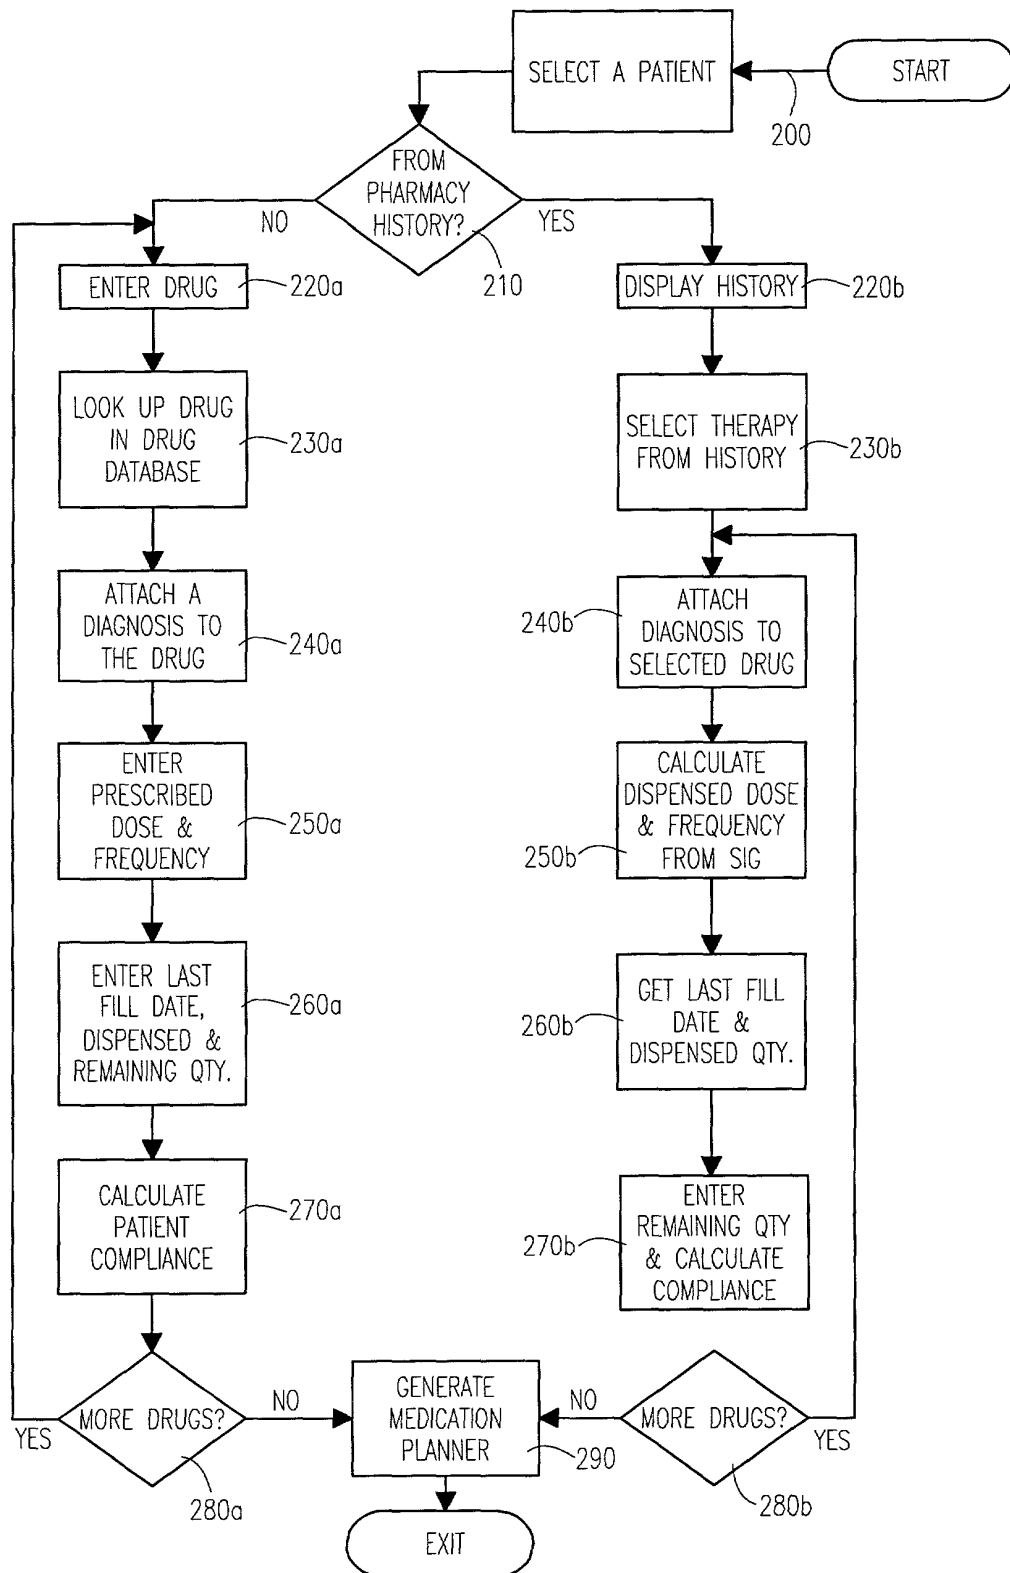 SELECT A PATIENT
START
200
FROM
PHARMACY
HISTORY?
NO
YES
210
ENTER DRUG
220a
DISPLAY HISTORY
220b
LOOK UP DRUG
IN DRUG
DATABASE
230a
SELECT THERAPY
FROM HISTORY
230b
ATTACH A
DIAGNOSIS TO
THE DRUG
240a
240b
ATTACH
DIAGNOSIS TO
SELECTED DRUG
ENTER
PRESCRIBED
DOSE &
FREQUENCY
250a
CALCULATE
DISPENSED DOSE
& FREQUENCY
FROM SIG
250b
ENTER LAST
FILL DATE,
DISPENSED &
REMAINING QTY.
260a
GET LAST FILL
DATE &
DISPENSED QTY.
260b
CALCULATE
PATIENT
COMPLIANCE
270a
ENTER
REMAINING QTY
& CALCULATE
COMPLIANCE
270b
MORE DRUGS?
YES
NO
280a
GENERATE
MEDICATION
PLANNER
290
NO
MORE DRUGS?
YES
280b
EXIT